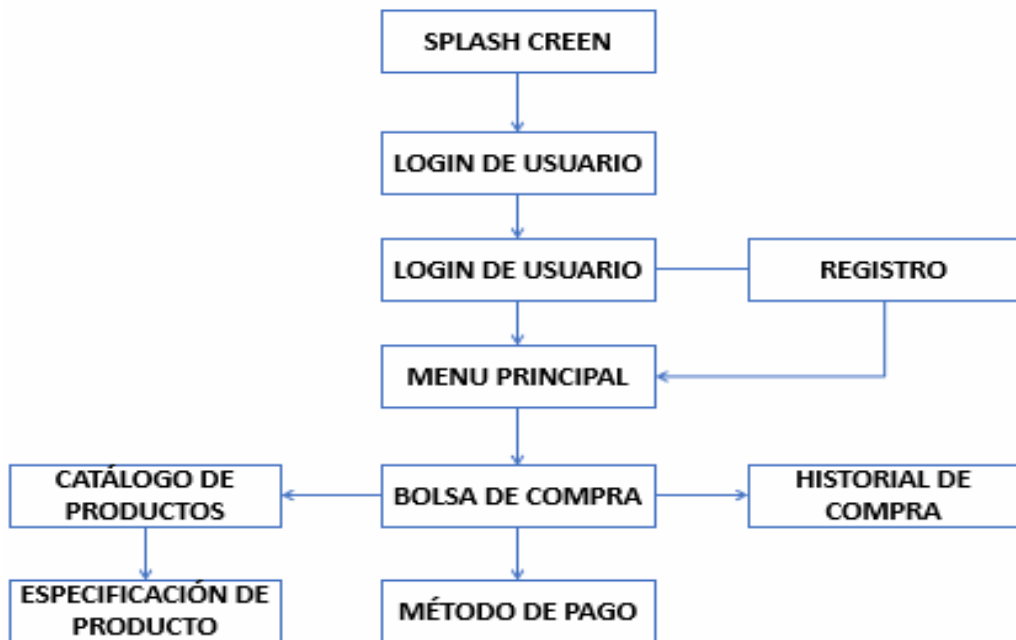 SPLASH CREEN
LOGIN DE USUARIO
LOGIN DE USUARIO
REGISTRO
MENU PRINCIPAL
CATÁLOGO DE
PRODUCTOS
BOLSA DE COMPRA
HISTORIAL DE
COMPRA
ESPECIFICACIÓN DE
PRODUCTO
MÉTODO DE PAGO